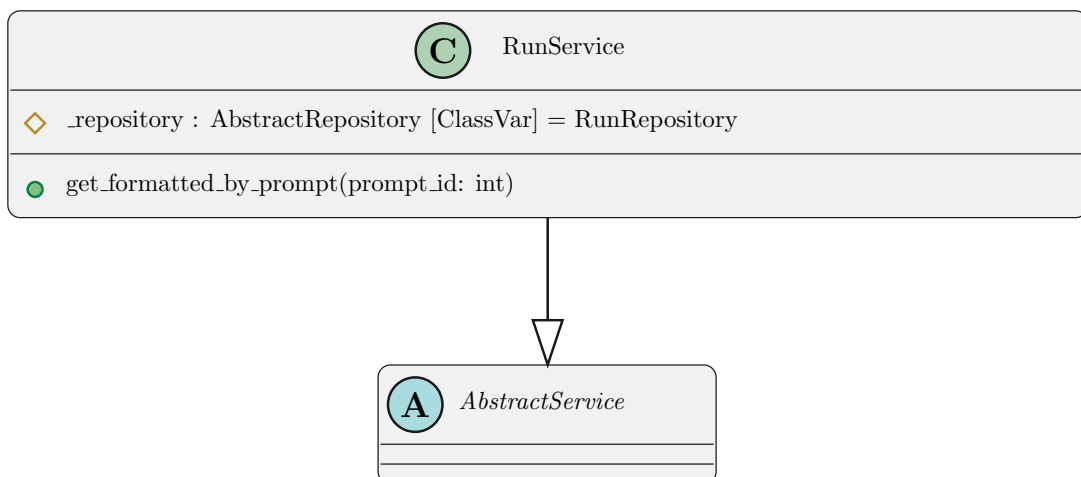 C RunService
_repository : AbstractRepository [ClassVar] = RunRepository
get_formatted_by_prompt(prompt_id: int)
A AbstractService